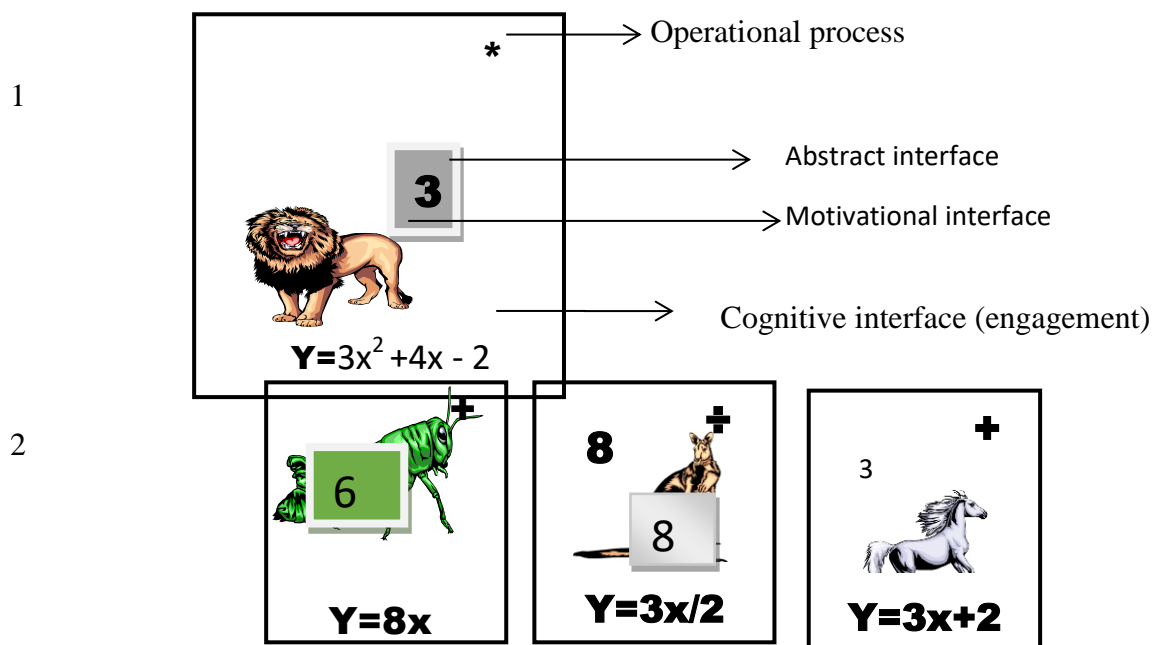 * Operational process
1
Abstract interface
3
Motivational interface
Cognitive interface (engagement)
Y=3x² +4x - 2
2
+ ÷ +
8 3
6 8
Y=8x Y=3x/2 Y=3x+2